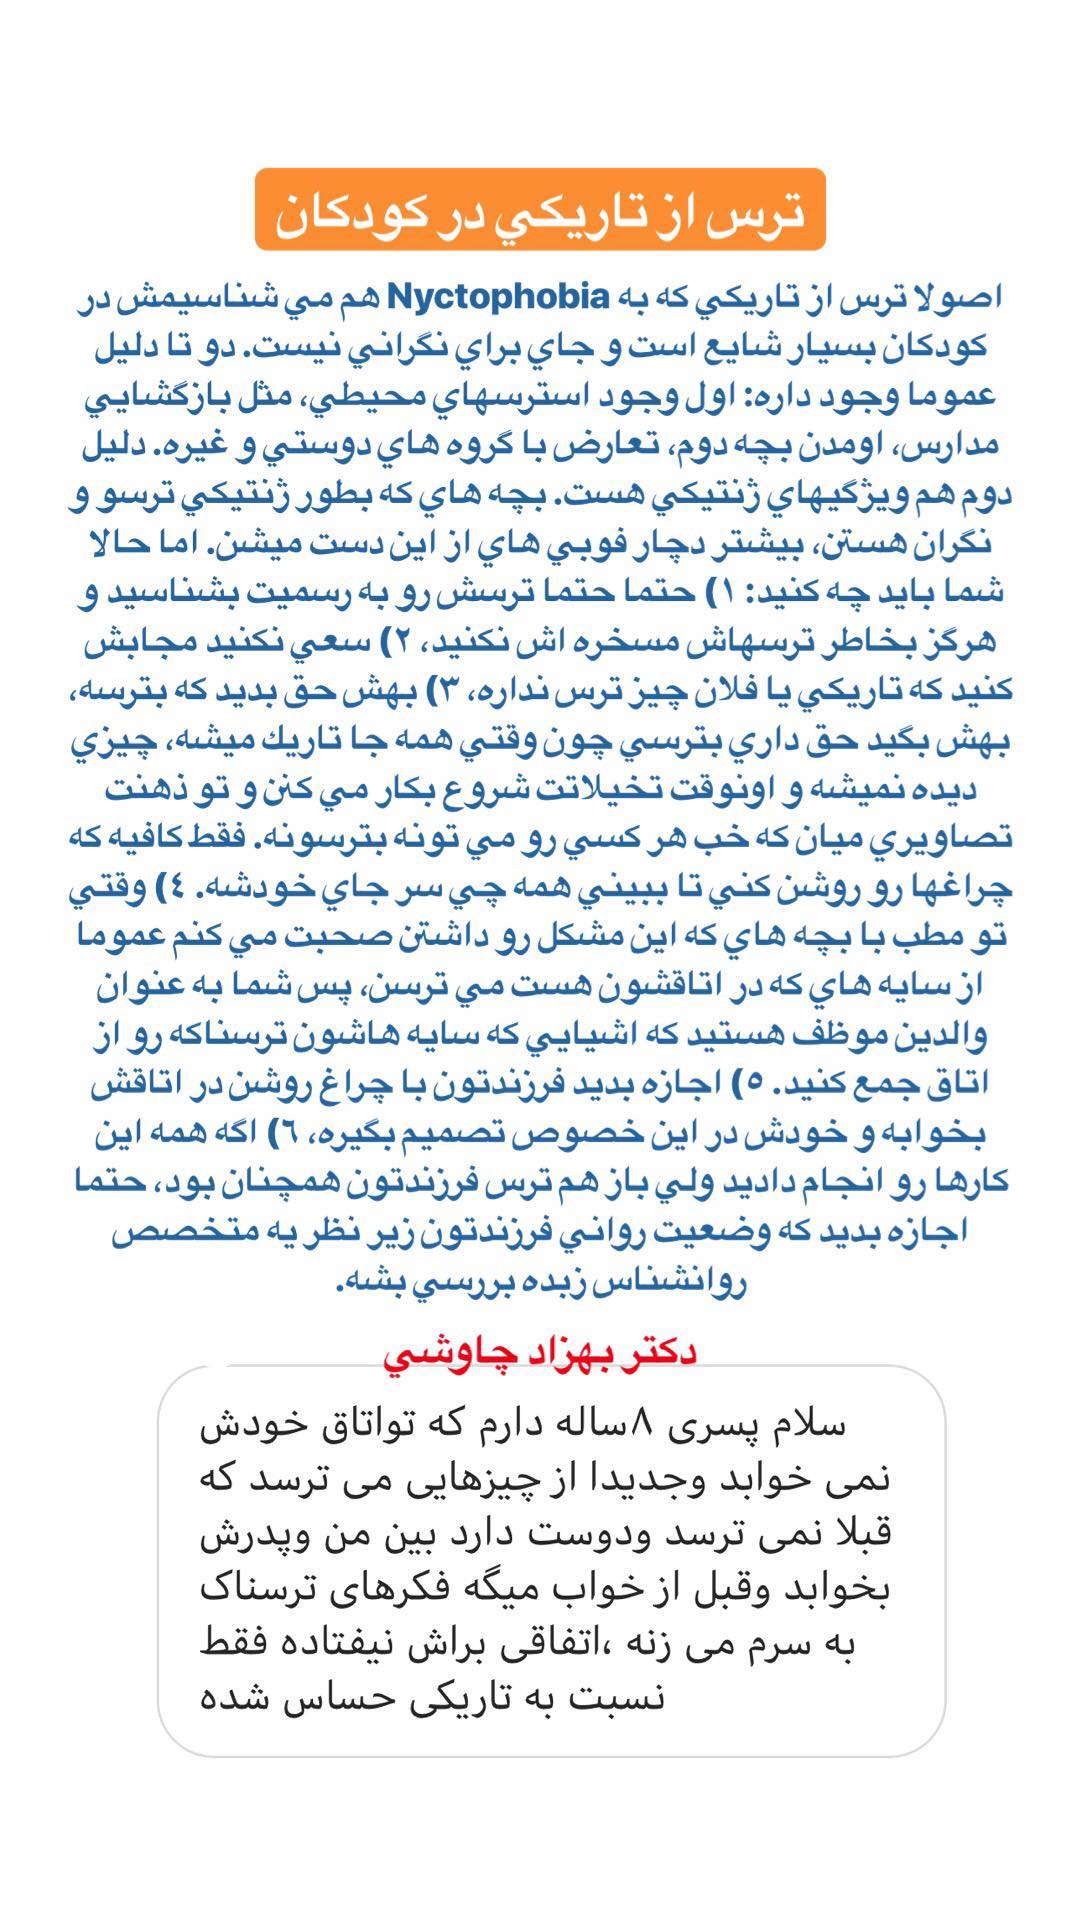 ترس از تاريكي در كودكان
اصولا ترس از تاريكي كه به Nyctophobia هم مي شناسيمش در
كودكان بسيار شايع است و جاي براي نگراني نيست. دو تا دليل
عموما وجود داره: اول وجود استرسهاي محيطي، مثل بازگشايي
مدارس، اومدن بچه دوم، تعارض با گروه هاي دوستي و غيره. دليل
دوم هم ويژگيهاي ژنتيكي هست. بچه هاي كه بطور ژنتيكي ترسو و
نگران هستن، بيشتر دچار فوبي هاي از اين دست ميشن. اما حالا
شما بايد چه كنيد: ۱) حتما حتما ترسش رو به رسميت بشناسيد و
هرگز بخاطر ترسهاش مسخره اش نكنيد، ۲) سعي نكنيد مجابش
كنيد كه تاريكي يا فلان چيز ترس نداره، ۳) بهش حق بديد كه بترسه،
بهش بگيد حق داري بترسي چون وقتي همه جا تاريك ميشه، چيزي
ديده نميشه و اونوقت تخيلاتت شروع بكار مي كنن و تو ذهنت
تصاويري ميان كه خب هر كسي رو مي تونه بترسونه. فقط كافيه كه
چراغها رو روشن كني تا ببيني همه چي سر جاي خودشه. ٤) وقتي
تو مطب با بچه هاي كه اين مشكل رو داشتن صحبت مي كنم عموما
از سايه هاي كه در اتاقشون هست مي ترسن، پس شما به عنوان
والدين موظف هستيد كه اشيايي كه سايه هاشون ترسناكه رو از
اتاق جمع كنيد. ٥) اجازه بديد فرزندتون با چراغ روشن در اتاقش
بخوابه و خودش در اين خصوص تصميم بگيره، ٦) اگه همه اين
كارها رو انجام داديد ولي باز هم ترس فرزندتون همچنان بود، حتما
اجازه بديد كه وضعيت رواني فرزندتون زير نظر يه متخصص
روانشناس زبده بررسي بشه.
دكتر بهزاد چاوشي
سلام پسری ۸ساله دارم که تواتاق خودش
نمی خوابد وجدیدا از چیزهایی می ترسد که
قبلا نمی ترسد ودوست دارد بین من وپدرش
بخوابد وقبل از خواب میگه فکرهای ترسناک
به سرم می زنه ،اتفاقی براش نیفتاده فقط
نسبت به تاریکی حساس شده